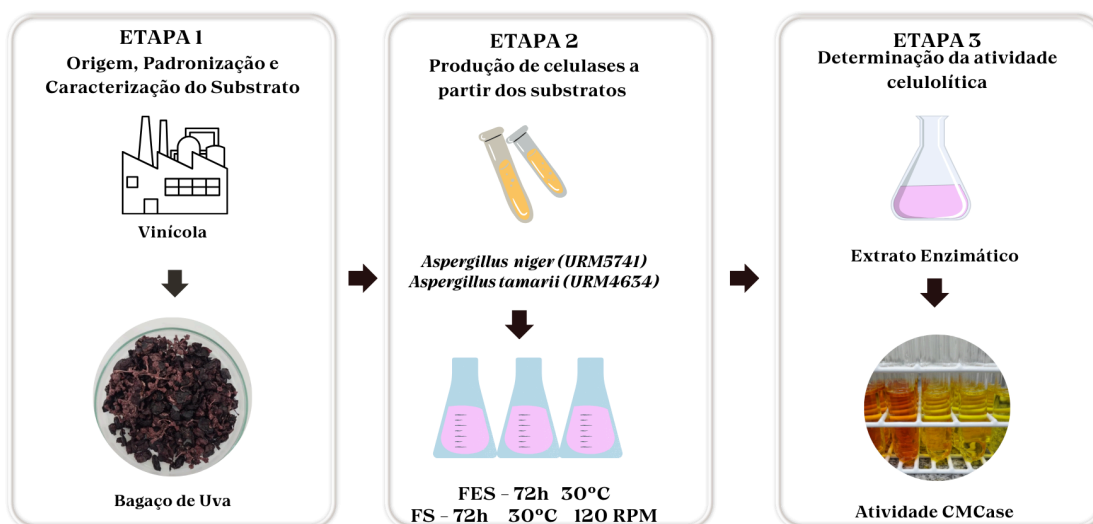 ETAPA 1
Origem, Padronização e
Caracterização do Substrato
Vinícola
Bagaço de Uva
ETAPA 2
Produção de celulases a
partir dos substratos
Aspergillus niger (URM5741)
Aspergillus tamarii (URM4634)
FES - 72h 30ºC
FS - 72h 30ºC 120 RPM
ETAPA 3
Determinação da atividade
celulolítica
Extrato Enzimático
Atividade CMCase